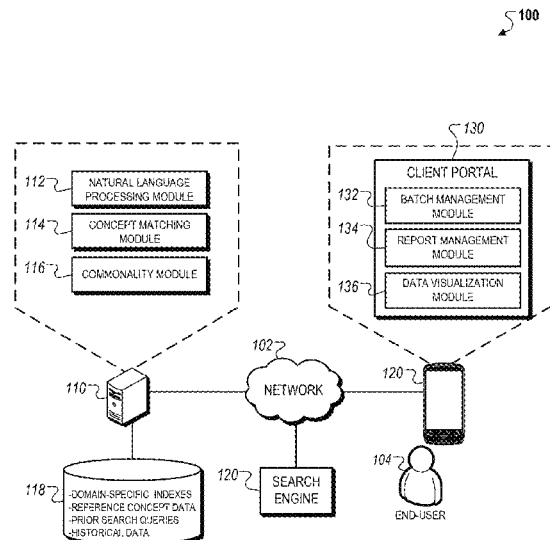 100
130
CLIENT PORTAL
112
NATURAL LANGUAGE
PROCESSING MODULE
132
BATCH MANAGEMENT
MODULE
114
CONCEPT MATCHING
MODULE
134
REPORT MANAGEMENT
MODULE
116
COMMONALITY MODULE
136
DATA VISUALIZATION
MODULE
102
NETWORK
110
120
118
-DOMAIN-SPECIFIC INDEXES
-REFERENCE CONCEPT DATA
-PRIOR SEARCH QUERIES
-HISTORICAL DATA
120
SEARCH
ENGINE
104
END-USER